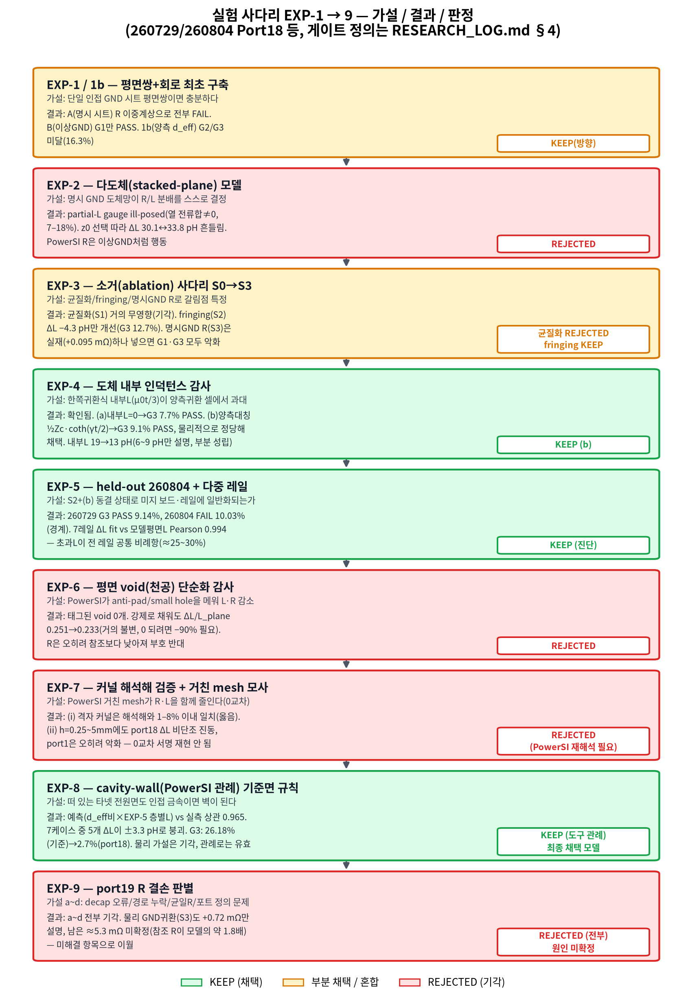 실험 사다리 EXP-1 → 9 — 가설 / 결과 / 판정
(260729/260804 Port18 등, 게이트 정의는 RESEARCH_LOG.md §4)
EXP-1 / 1b — 평면쌍+회로 최초 구축
가설: 단일 인접 GND 시트 평면쌍이면 충분하다
결과: A(명시 시트) R 이중계상으로 전부 FAIL.
B(이상GND) G1만 PASS. 1b(양측 d_eff) G2/G3
미달(16.3%)
KEEP(방향)
EXP-2 — 다도체(stacked-plane) 모델
가설: 명시 GND 도체망이 R/L 분배를 스스로 결정
결과: partial-L gauge ill-posed(열 전류합≠0,
7–18%). z0 선택 따라 ΔL 30.1↔33.8 pH 흔들림.
PowerSI R은 이상GND처럼 행동
REJECTED
EXP-3 — 소거(ablation) 사다리 S0→S3
가설: 균질화/fringing/명시GND R로 갈림점 특정
결과: 균질화(S1) 거의 무영향(기각). fringing(S2)
ΔL −4.3 pH만 개선(G3 12.7%). 명시GND R(S3)은
실재(+0.095 mΩ)하나 넣으면 G1·G3 모두 악화
균질화 REJECTED
fringing KEEP
EXP-4 — 도체 내부 인덕턴스 감사
가설: 한쪽귀환식 내부L(μ0t/3)이 양측귀환 셀에서 과대
결과: 확인됨. (a)내부L=0→G3 7.7% PASS. (b)양측대칭
½Zc·coth(γt/2)→G3 9.1% PASS, 물리적으로 정당해
채택. 내부L 19→13 pH(6~9 pH만 설명, 부분 성립)
KEEP (b)
EXP-5 — held-out 260804 + 다중 레일
가설: S2+(b) 동결 상태로 미지 보드·레일에 일반화되는가
결과: 260729 G3 PASS 9.14%, 260804 FAIL 10.03%
(경계). 7레일 ΔL fit vs 모델평면L Pearson 0.994
— 초과L이 전 레일 공통 비례항(≈25~30%)
KEEP (진단)
EXP-6 — 평면 void(천공) 단순화 감사
가설: PowerSI가 anti-pad/small hole을 메워 L·R 감소
결과: 태그된 void 0개. 강제로 채워도 ΔL/L_plane
0.251→0.233(거의 불변, 0 되려면 −90% 필요).
R은 오히려 참조보다 낮아져 부호 반대
REJECTED
EXP-7 — 커널 해석해 검증 + 거친 mesh 모사
가설: PowerSI 거친 mesh가 R·L을 함께 줄인다(0교차)
결과: (i) 격자 커널은 해석해와 1–8% 이내 일치(옳음).
(ii) h=0.25~5mm에도 port18 ΔL 비단조 진동,
port1은 오히려 악화 — 0교차 서명 재현 안 됨
REJECTED
(PowerSI 재해석 필요)
EXP-8 — cavity-wall(PowerSI 관례) 기준면 규칙
가설: 떠 있는 타넷 전원면도 인접 금속이면 벽이 된다
결과: 예측(d_eff비×EXP-5 층별L) vs 실측 상관 0.965.
7케이스 중 5개 ΔL이 ±3.3 pH로 붕괴. G3: 26.18%
(기준)→2.7%(port18). 물리 가설은 기각, 관례로는 유효
KEEP (도구 관례)
최종 채택 모델
EXP-9 — port19 R 결손 판별
가설 a~d: decap 오류/경로 누락/균일R/포트 정의 문제
결과: a~d 전부 기각. 물리 GND귀환(S3)도 +0.72 mΩ만
설명, 남은 ≈5.3 mΩ 미확정(참조 R이 모델의 약 1.8배)
— 미해결 항목으로 이월
REJECTED (전부)
원인 미확정
KEEP (채택)
부분 채택 / 혼합
REJECTED (기각)